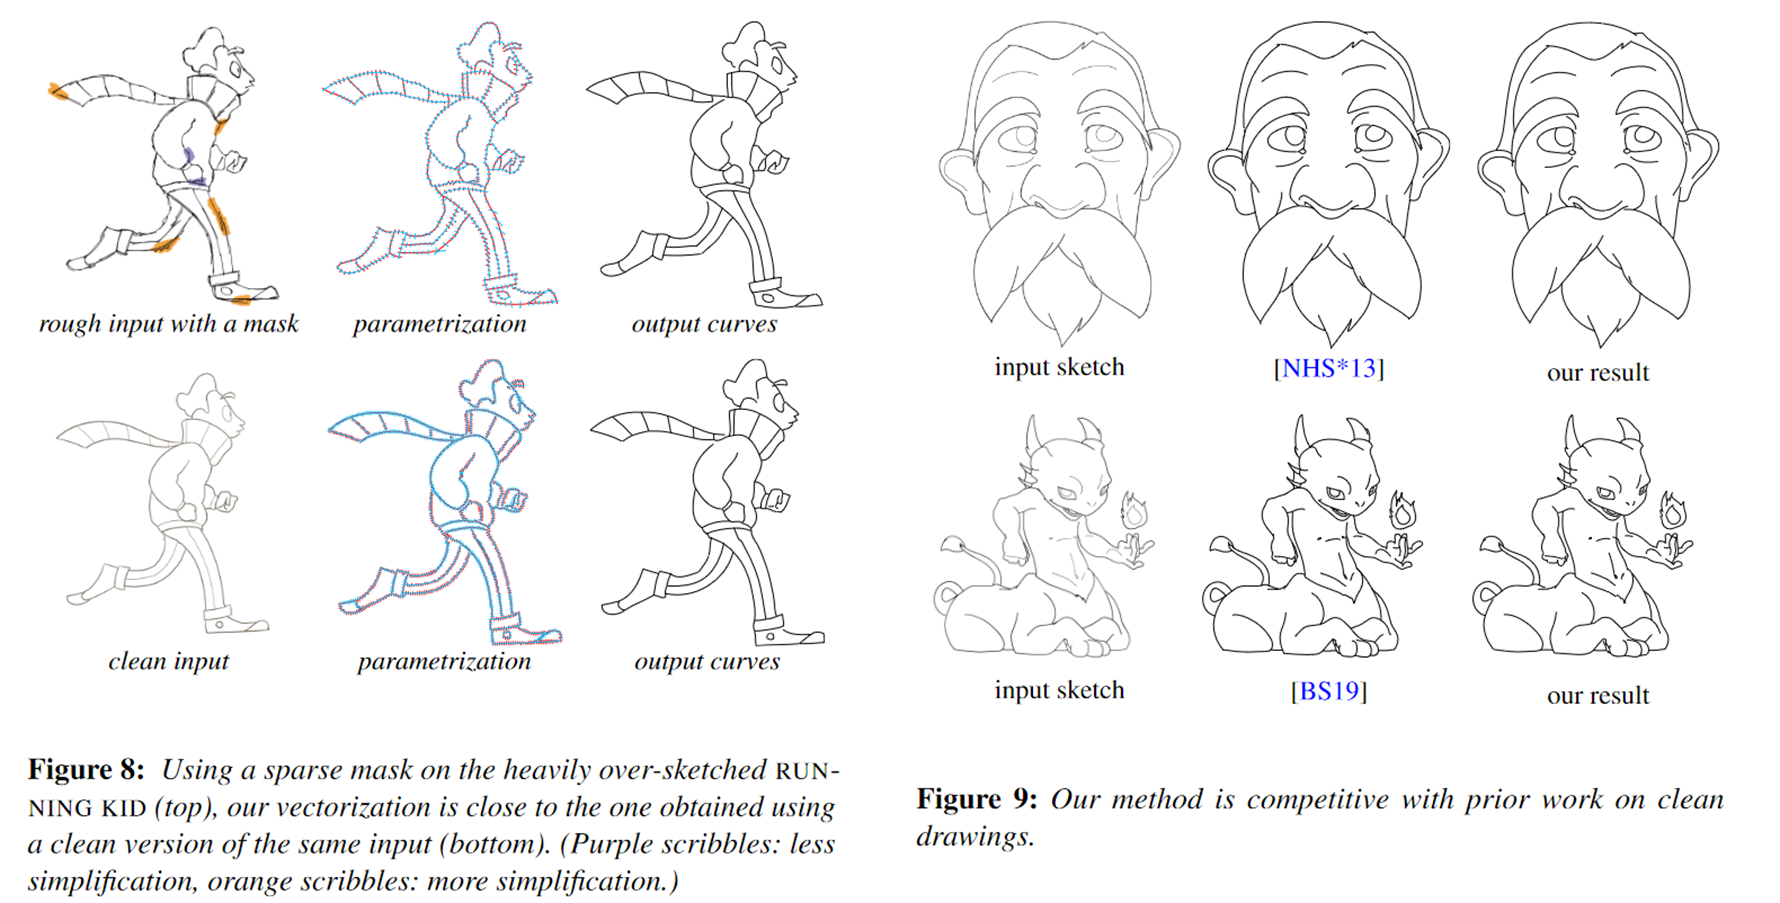 rough input with a mask
parametrization
output curves
clean input
parametrization
output curves
Figure 8: Using a sparse mask on the heavily over-sketched RUN-
NING KID (top), our vectorization is close to the one obtained using
a clean version of the same input (bottom). (Purple scribbles: less
simplification, orange scribbles: more simplification.)
input sketch
[NHS*13]
our result
input sketch
[BS19]
our result
Figure 9: Our method is competitive with prior work on clean
drawings.